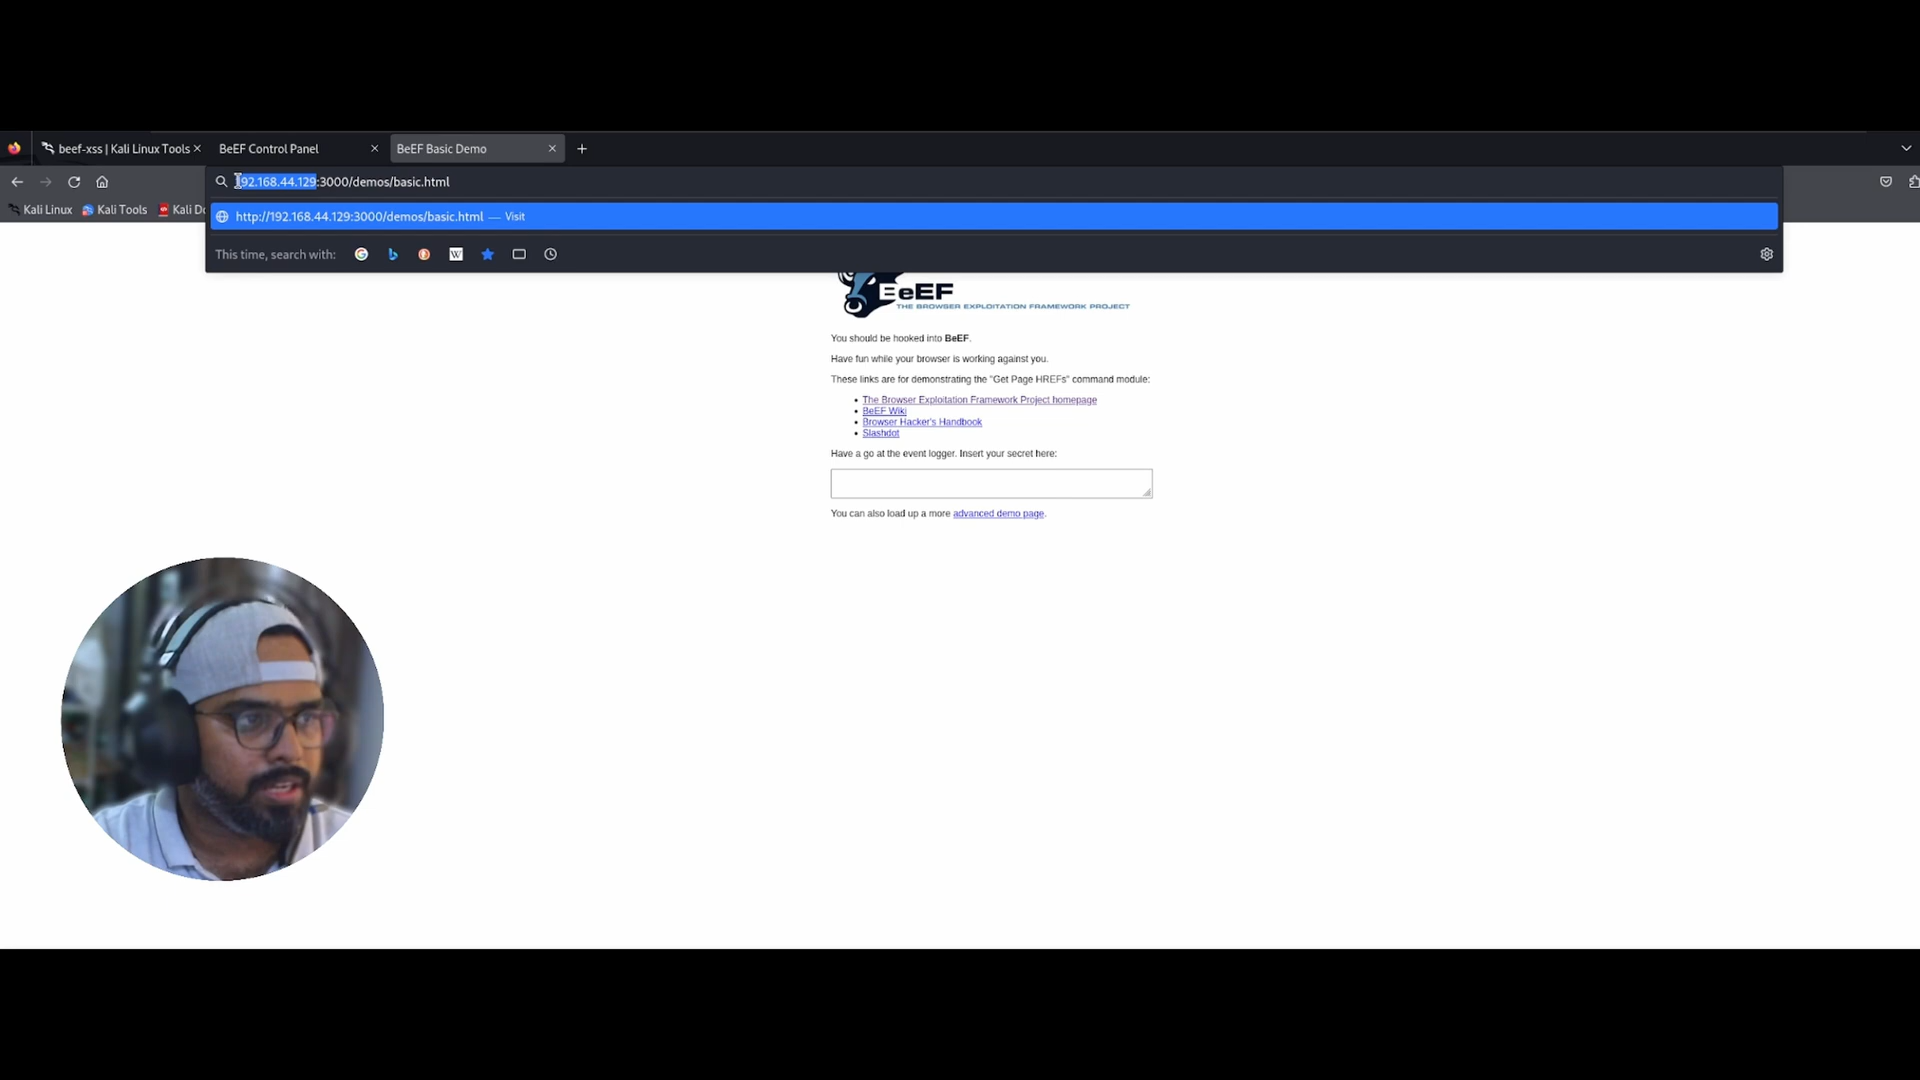 beef-xss | Kali Linux Tools
BeEF Control Panel
BeEF Basic Demo
192.168.44.129:3000/demos/basic.html
http://192.168.44.129:3000/demos/basic.html — Visit
Kali Linux
Kali Tools
Kali Do
This time, search with:
BeEF
THE BROWSER EXPLOITATION FRAMEWORK PROJECT
You should be hooked into BeEF.
Have fun while your browser is working against you.
These links are for demonstrating the "Get Page HREFs" command module:
The Browser Exploitation Framework Project homepage
BeEF Wiki
Browser Hacker's Handbook
Slashdot
Have a go at the event logger. Insert your secret here:
You can also load up a more advanced demo page.